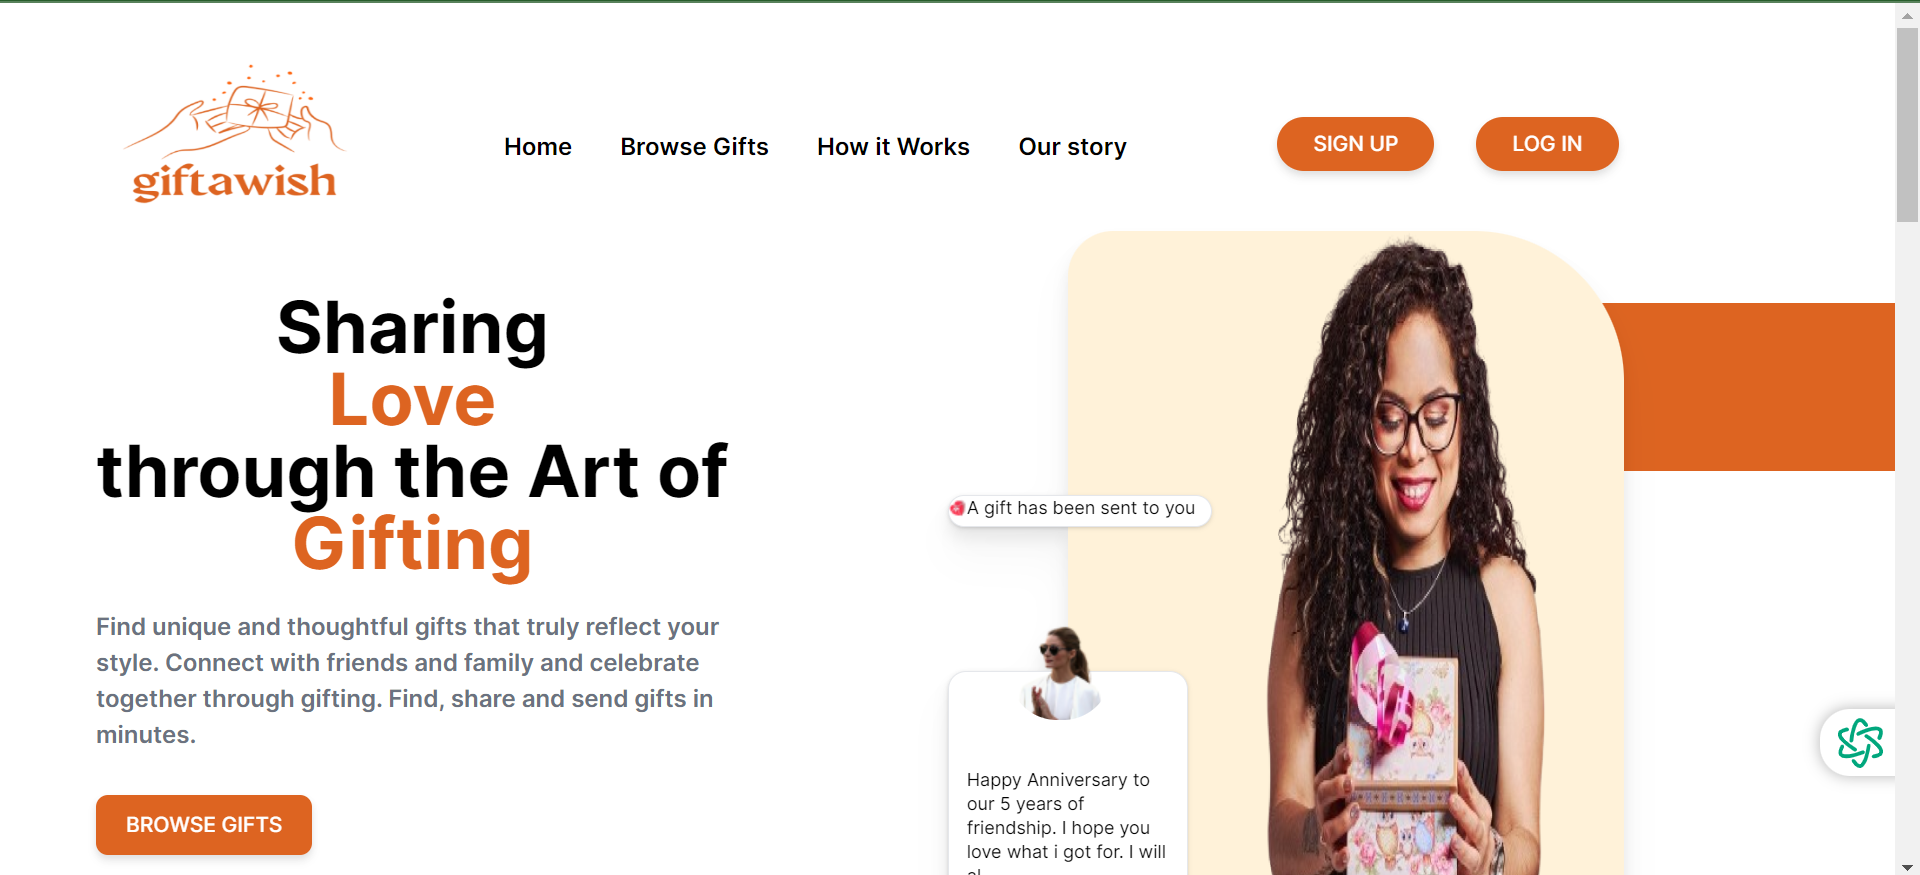 giftawish
Home
Browse Gifts
How it Works
Our story
SIGN UP
LOG IN
Sharing
Love
through the Art of
Gifting
Find unique and thoughtful gifts that truly reflect your
style. Connect with friends and family and celebrate
together through gifting. Find, share and send gifts in
minutes.
BROWSE GIFTS
A gift has been sent to you
Happy Anniversary to
our 5 years of
friendship. I hope you
love what i got for. I will